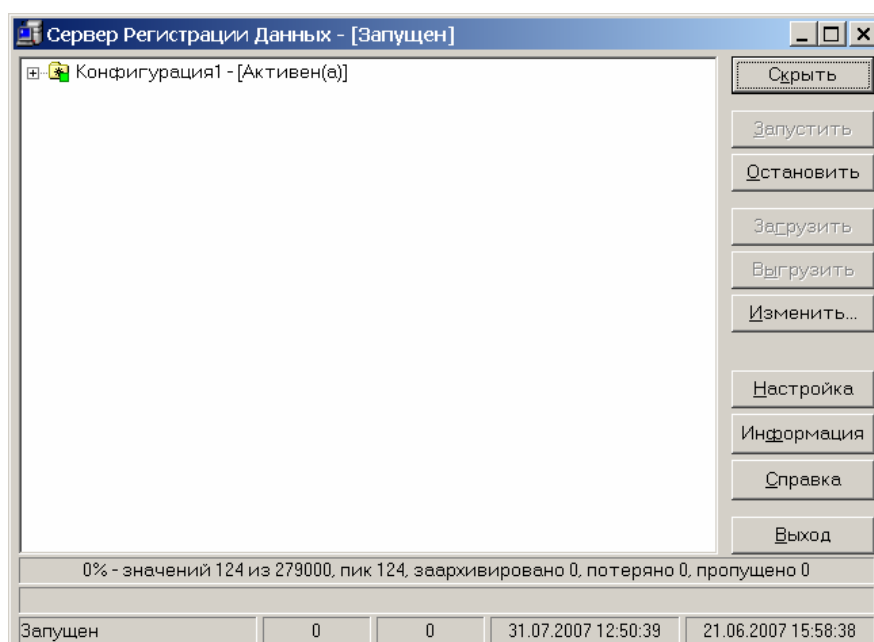 Сервер Регистрации Данных - [Запущен]
Конфигурация1 - [Активен(а)]
Скрыть
Запустить
Остановить
Загрузить
Выгрузить
Изменить...
Настройка
Информация
Справка
Выход
0% - значений 124 из 279000, пик 124, заархивировано 0, потеряно 0, пропущено 0
Запущен 0 0 31.07.2007 12:50:39 21.06.2007 15:58:38